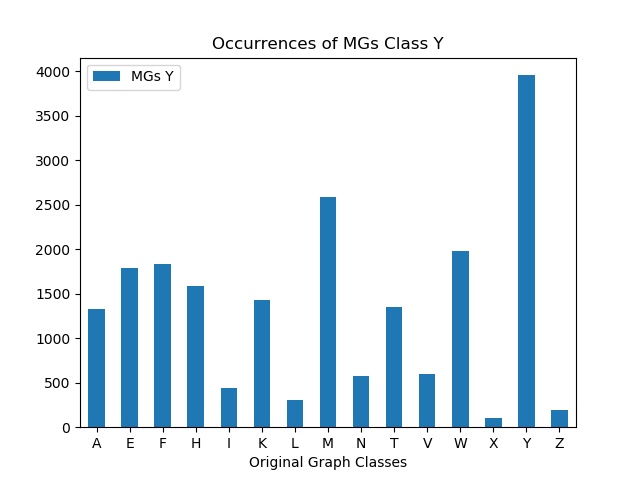 Occurrences of MGs Class Y
MGs Y
4000
3500
3000
2500
2000
1500
1000
500
0
A E F H I K L M N T V W X Y Z
Original Graph Classes